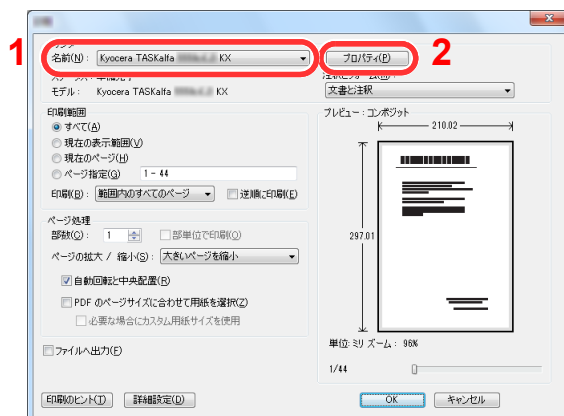 1
2
名前(N): Kyocera TASKalfa KX
プロパティ(P)
モデル: Kyocera TASKalfa KX
文書と注釈
印刷範囲
すべて(A)
現在の表示範囲(V)
現在のページ(H)
ページ指定(G) 1 - 44
印刷(B): 範囲内のすべてのページ 逆順に印刷(E)
ページ処理
部数(C): 1 部単位で印刷(O)
ページの拡大 / 縮小(S): 大きいページを縮小
自動回転と中央配置(R)
PDF のページサイズに合わせて用紙を選択(Z)
必要な場合にカスタム用紙サイズを使用
ファイルへ出力(F)
プレビュー: コンポジット
210.02
297.01
単位: ミリ ズーム: 96%
1/44
印刷のヒント(T)
詳細設定(D)
OK
キャンセル